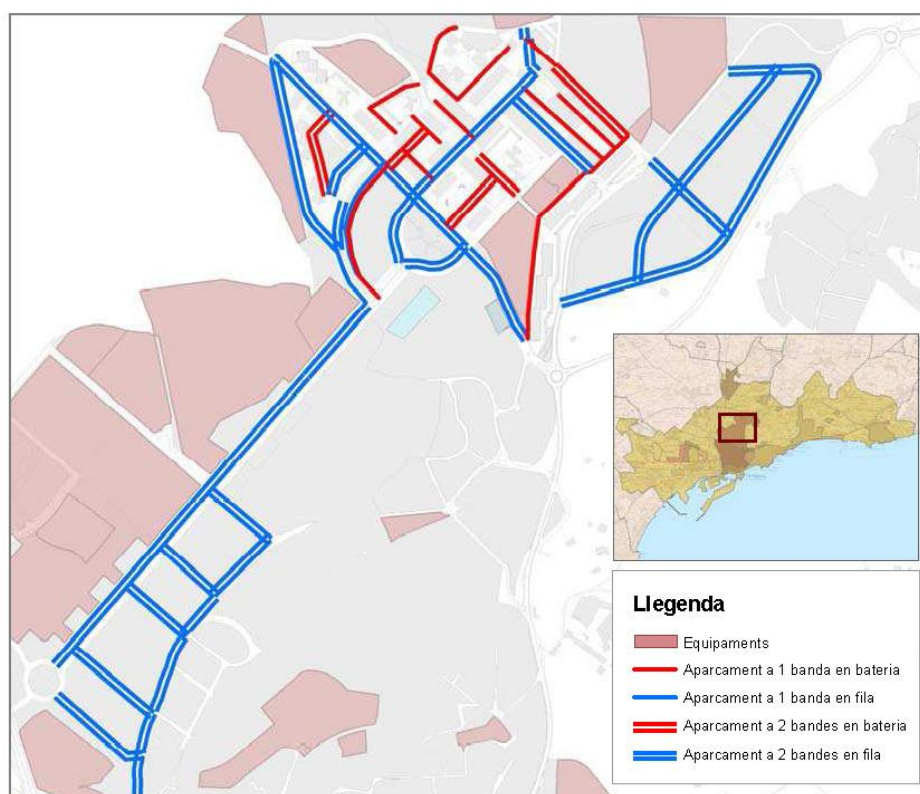 Llegenda
Equipaments
Aparcament a 1 banda en bateria
Aparcament a 1 banda en fila
Aparcament a 2 bandes en bateria
Aparcament a 2 bandes en fila